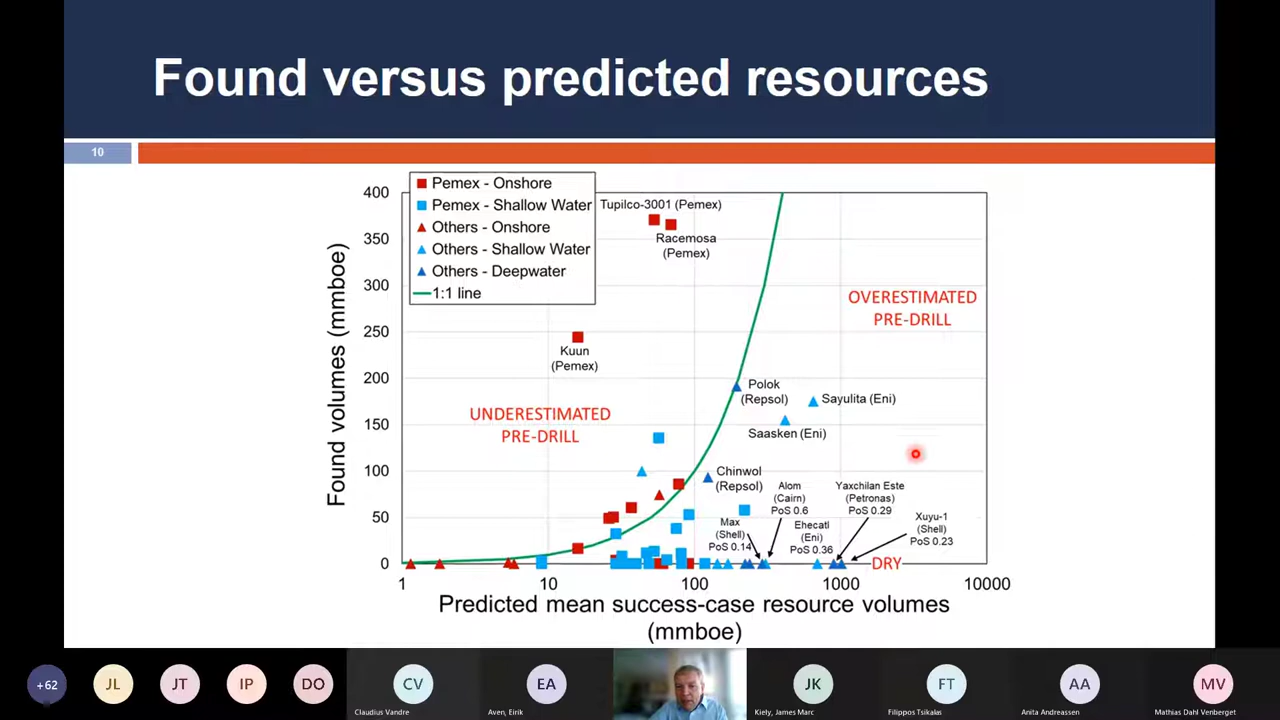 Found versus predicted resources
10
Pemex - Onshore
Pemex - Shallow Water
Others - Onshore
Others - Shallow Water
Others - Deepwater
1:1 line
Found volumes (mmboe)
400
350
300
250
200
150
100
50
0
Tupilco-3001 (Pemex)
Racemosa
(Pemex)
OVERESTIMATED
PRE-DRILL
Kuun
(Pemex)
UNDERESTIMATED
PRE-DRILL
Polok
(Repsol)
Sayulita (Eni)
Saasken (Eni)
Chinwol
(Repsol)
Alom
(Cairn)
PoS 0.6
Yaxchilan Este
(Petronas)
PoS 0.29
Max
(Shell)
PoS 0.14
Ehecatl
(Eni)
PoS 0.36
Xuyu-1
(Shell)
PoS 0.23
DRY
1
10
100
1000
10000
Predicted mean success-case resource volumes
(mmboe)
+62
JL
JT
IP
DO
CV
EA
JK
FT
AA
MV
Claudius Vandre
Aven, Eirik
Kiely, James Marc
Filippos Tsikalas
Anita Andreassen
Mathias Dahl Venberget